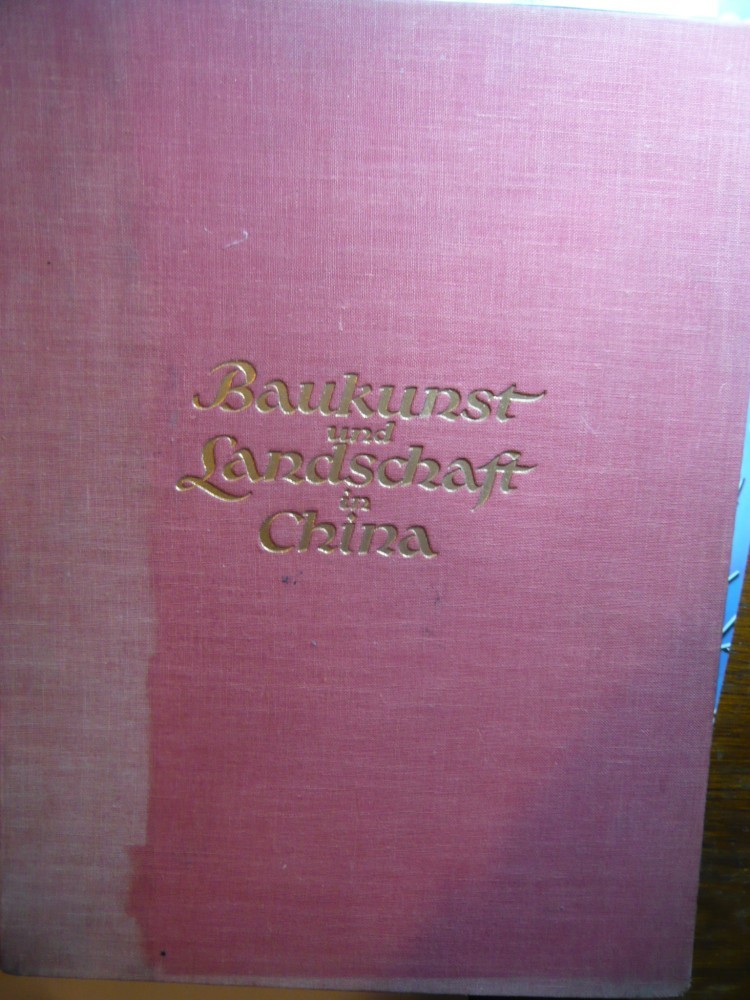 Baukunst
und
Landschaft
in
China